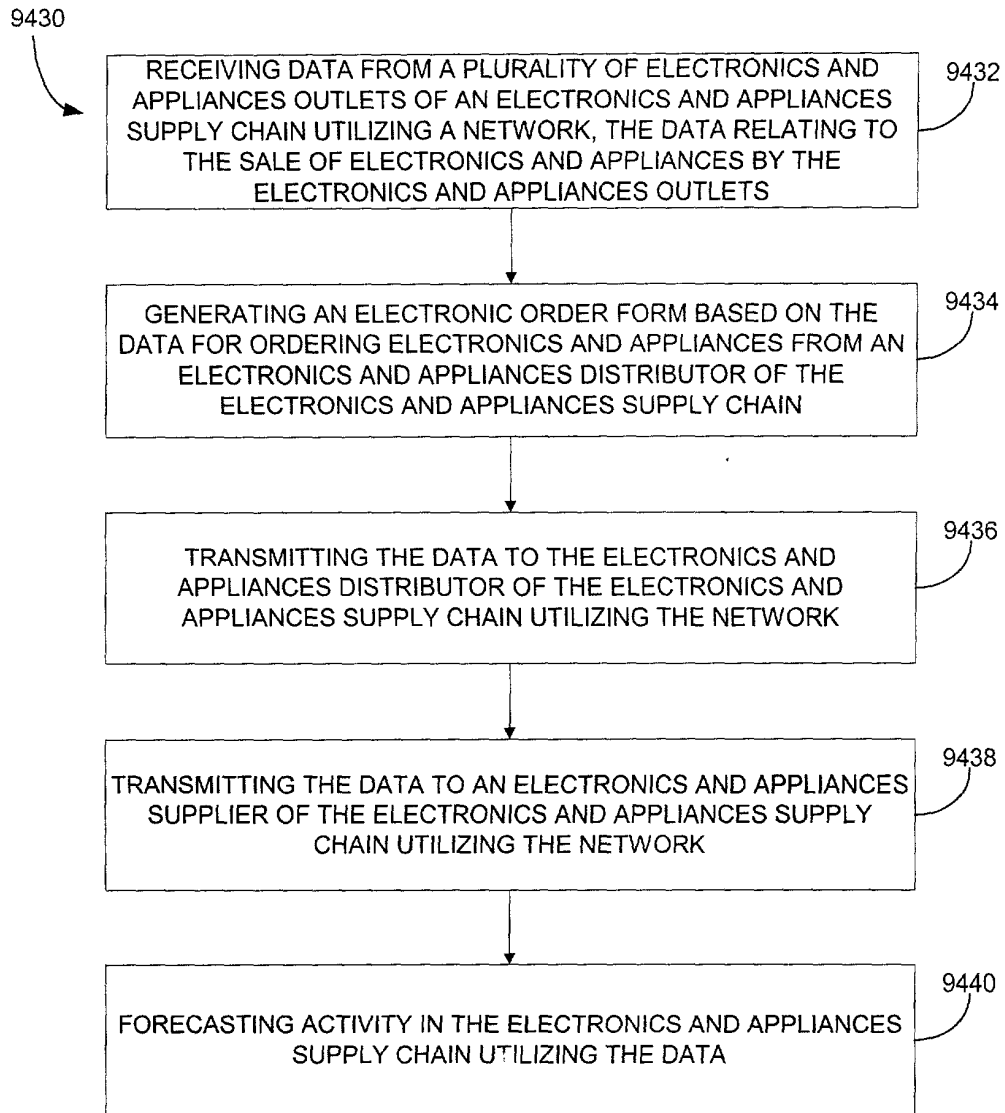 9430
RECEIVING DATA FROM A PLURALITY OF ELECTRONICS AND
APPLIANCES OUTLETS OF AN ELECTRONICS AND APPLIANCES
SUPPLY CHAIN UTILIZING A NETWORK, THE DATA RELATING TO
THE SALE OF ELECTRONICS AND APPLIANCES BY THE
ELECTRONICS AND APPLIANCES OUTLETS
9432
GENERATING AN ELECTRONIC ORDER FORM BASED ON THE
DATA FOR ORDERING ELECTRONICS AND APPLIANCES FROM AN
ELECTRONICS AND APPLIANCES DISTRIBUTOR OF THE
ELECTRONICS AND APPLIANCES SUPPLY CHAIN
9434
TRANSMITTING THE DATA TO THE ELECTRONICS AND
APPLIANCES DISTRIBUTOR OF THE ELECTRONICS AND
APPLIANCES SUPPLY CHAIN UTILIZING THE NETWORK
9436
TRANSMITTING THE DATA TO AN ELECTRONICS AND APPLIANCES
SUPPLIER OF THE ELECTRONICS AND APPLIANCES SUPPLY
CHAIN UTILIZING THE NETWORK
9438
FORECASTING ACTIVITY IN THE ELECTRONICS AND APPLIANCES
SUPPLY CHAIN UTILIZING THE DATA
9440